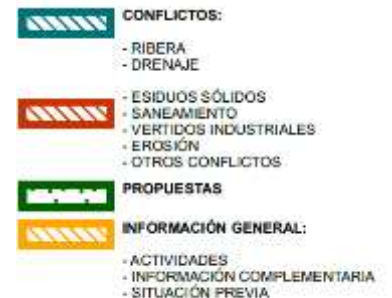 CONFLICTOS:
- RIBERA
- DRENAJE
- ESIDUOS SÓLIDOS
- SANEAMIENTO
- VERTIDOS INDUSTRIALES
- EROSIÓN
- OTROS CONFLICTOS
PROPUESTAS
INFORMACIÓN GENERAL:
- ACTIVIDADES
- INFORMACIÓN COMPLEMENTARIA
- SITUACIÓN PREVIA